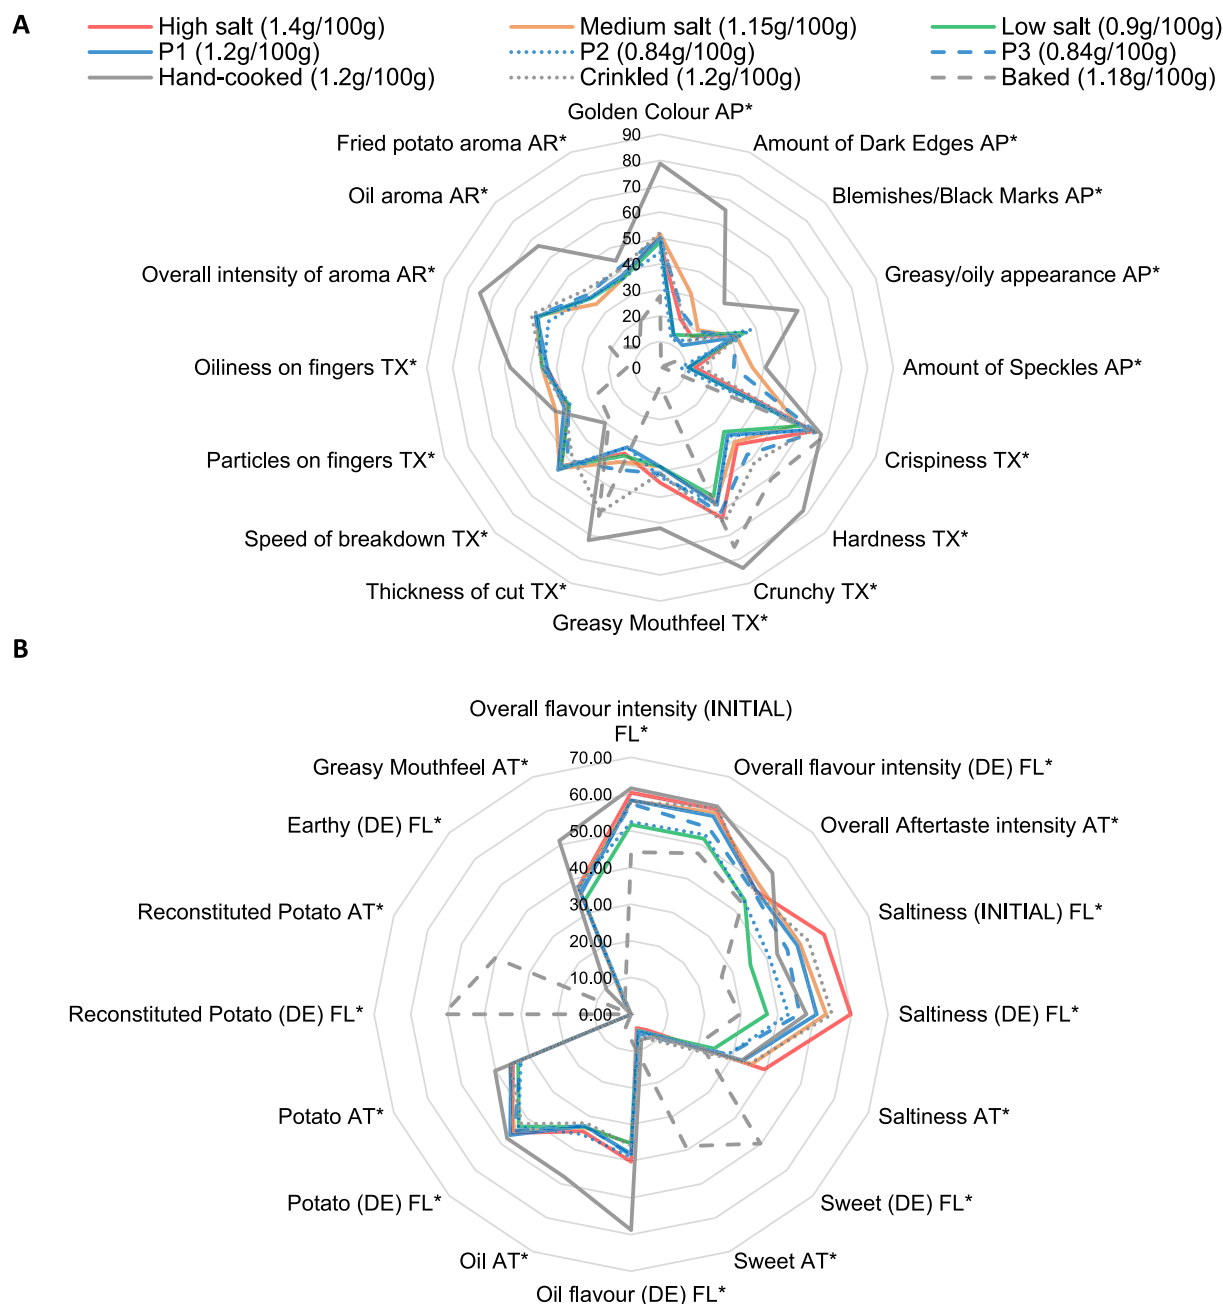 A
High salt (1.4g/100g) Medium salt (1.15g/100g) Low salt (0.9g/100g)
P1 (1.2g/100g) P2 (0.84g/100g) P3 (0.84g/100g)
Hand-cooked (1.2g/100g) Crinkled (1.2g/100g) Baked (1.18g/100g)
Golden Colour AP*
Fried potato aroma AR* 90 Amount of Dark Edges AP*
80
Oil aroma AR* 70 Blemishes/Black Marks AP*
60
50
Overall intensity of aroma AR* 40 Greasy/oily appearance AP*
30
20
10
Oiliness on fingers TX* 0 Amount of Speckles AP*
Particles on fingers TX* Crispiness TX*
Speed of breakdown TX* Hardness TX*
Thickness of cut TX* Crunchy TX*
Greasy Mouthfeel TX*
B
Overall flavour intensity (INITIAL)
FL*
70.00
Greasy Mouthfeel AT* Overall flavour intensity (DE) FL*
60.00
Earthy (DE) FL* 50.00 Overall Aftertaste intensity AT*
40.00
30.00
Reconstituted Potato AT* Saltiness (INITIAL) FL*
20.00
10.00
Reconstituted Potato (DE) FL* 0.00 Saltiness (DE) FL*
Potato AT* Saltiness AT*
Potato (DE) FL* Sweet (DE) FL*
Oil AT* Sweet AT*
Oil flavour (DE) FL*